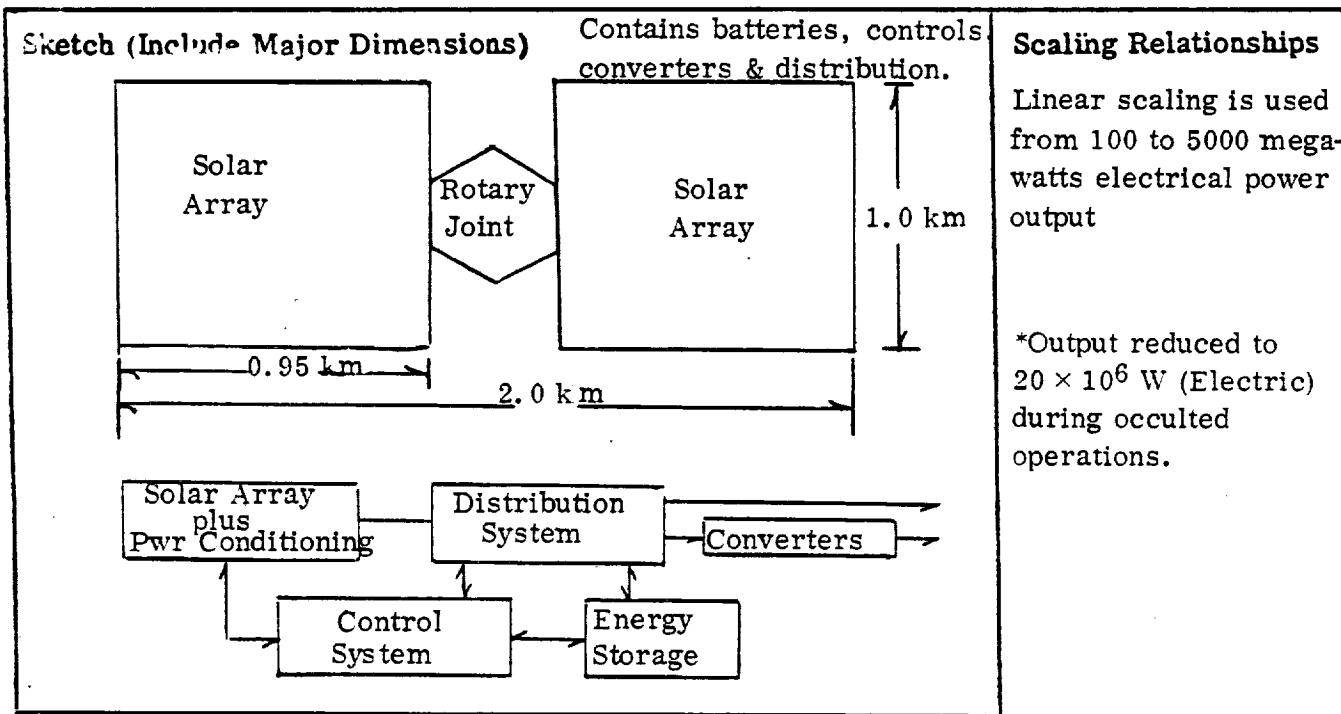 Sketch (Include Major Dimensions)
Contains batteries, controls,
converters & distribution.
Solar
Array
Rotary
Joint
Solar
Array
1.0 km
0.95 km
2.0 km
Solar Array
plus
Pwr Conditioning
Distribution
System
Converters
Control
System
Energy
Storage
Scaling Relationships
Linear scaling is used
from 100 to 5000 mega-
watts electrical power
output
*Output reduced to
20 × 10⁶ W (Electric)
during occulted
operations.